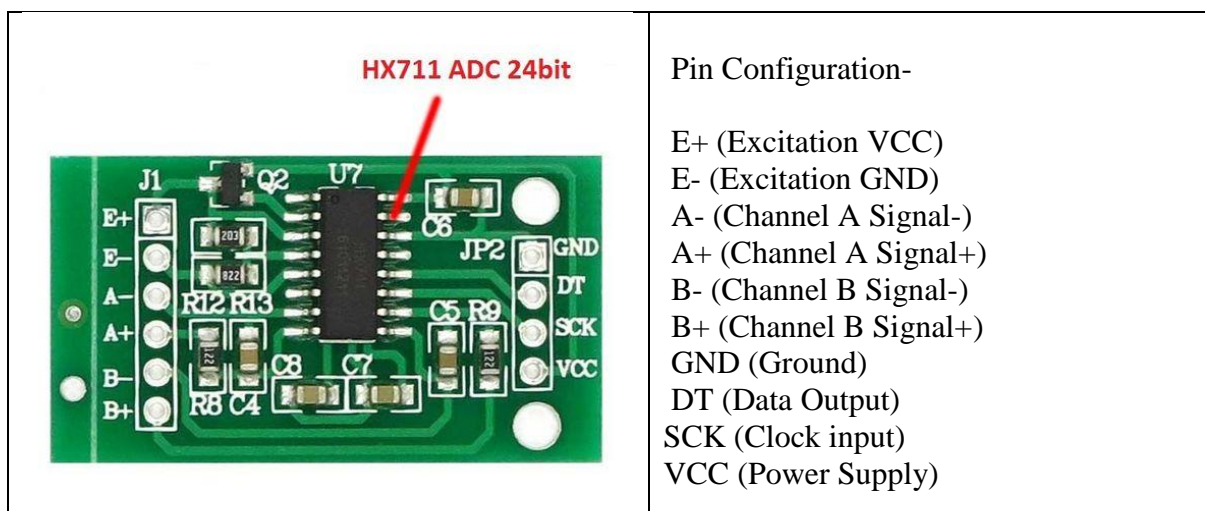 HX711 ADC 24bit
J1
Q2
U7
E+
E-
A-
A+
B-
B+
203
822
R12 R13
122
R8 C4
C8
C7
C6
JP2
GND
DT
SCK
VCC
C5 R9
122
Pin Configuration-
E+ (Excitation VCC)
E- (Excitation GND)
A- (Channel A Signal-)
A+ (Channel A Signal+)
B- (Channel B Signal-)
B+ (Channel B Signal+)
GND (Ground)
DT (Data Output)
SCK (Clock input)
VCC (Power Supply)